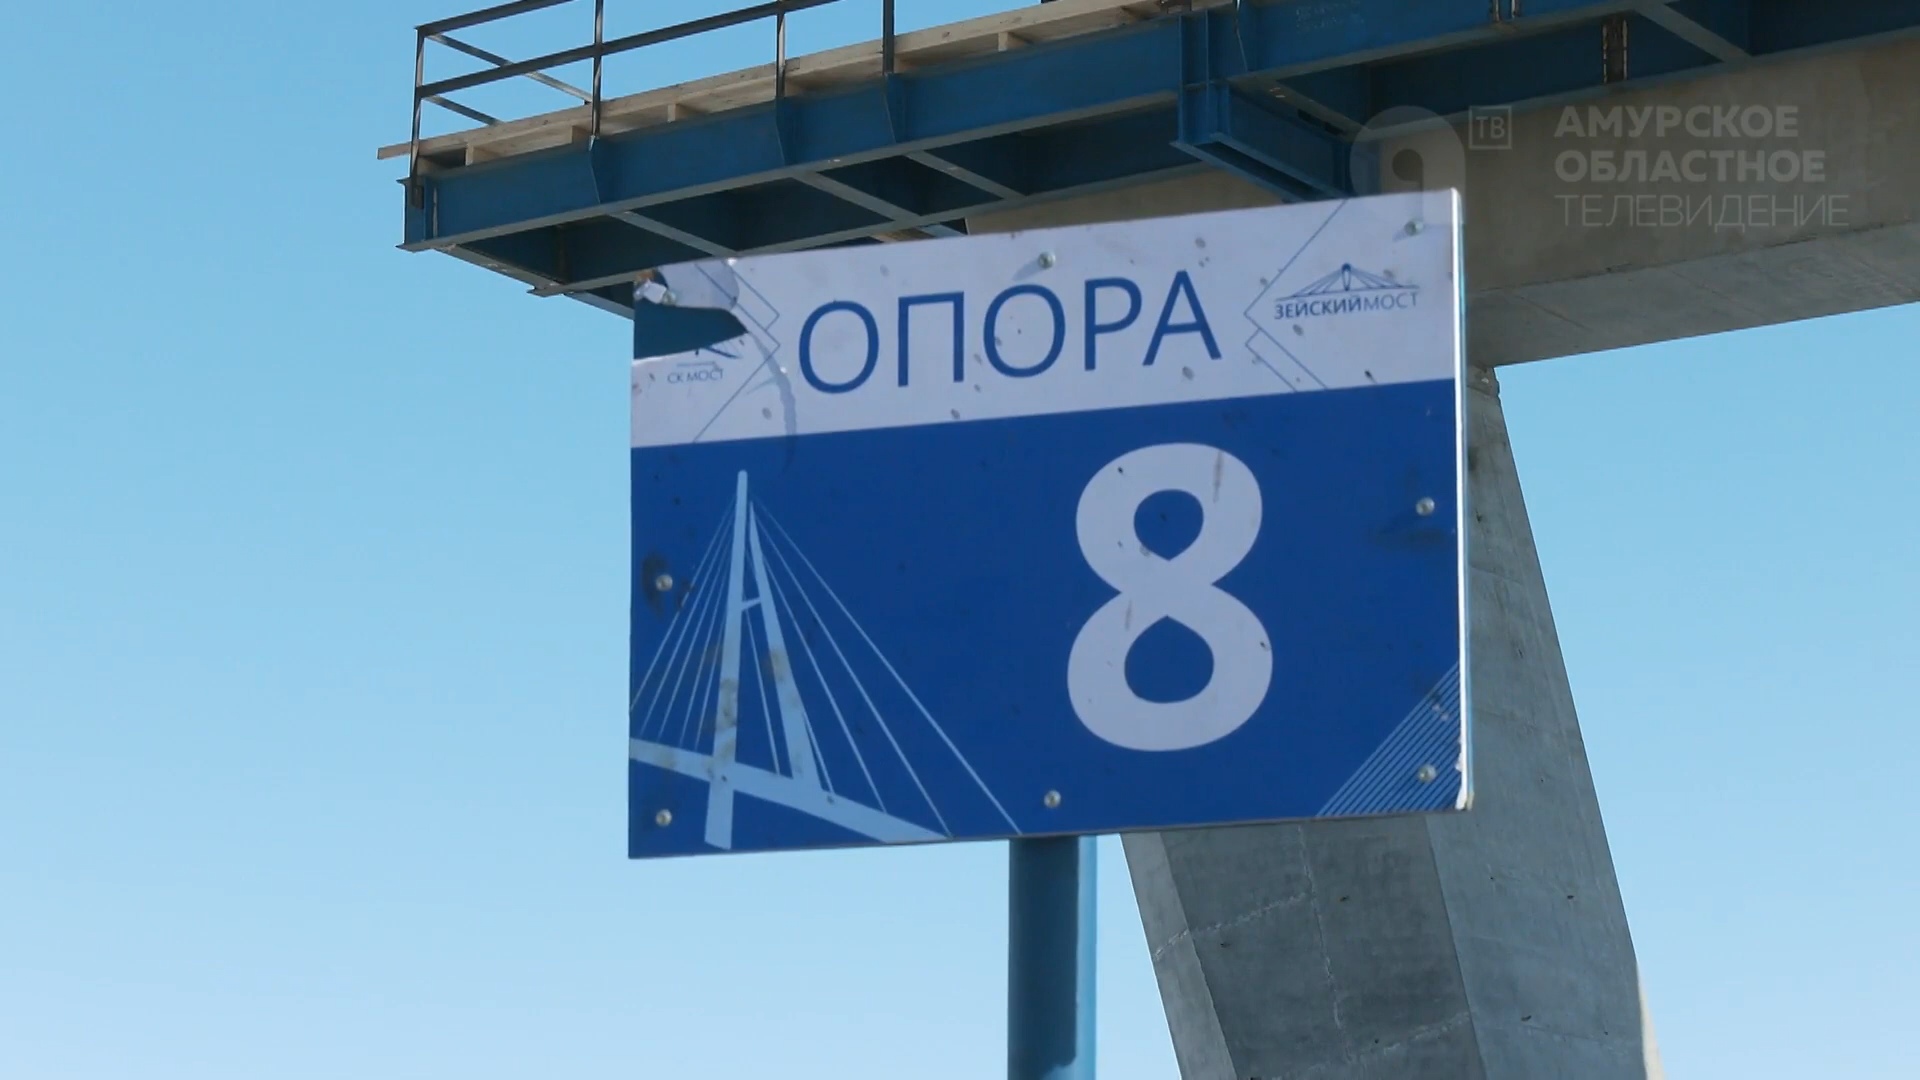 ТВ
АМУРСКОЕ
ОБЛАСТНОЕ
ТЕЛЕВИДЕНИЕ
ОПОРА
ЗЕЙСКИЙМОСТ
СК МОСТ
8